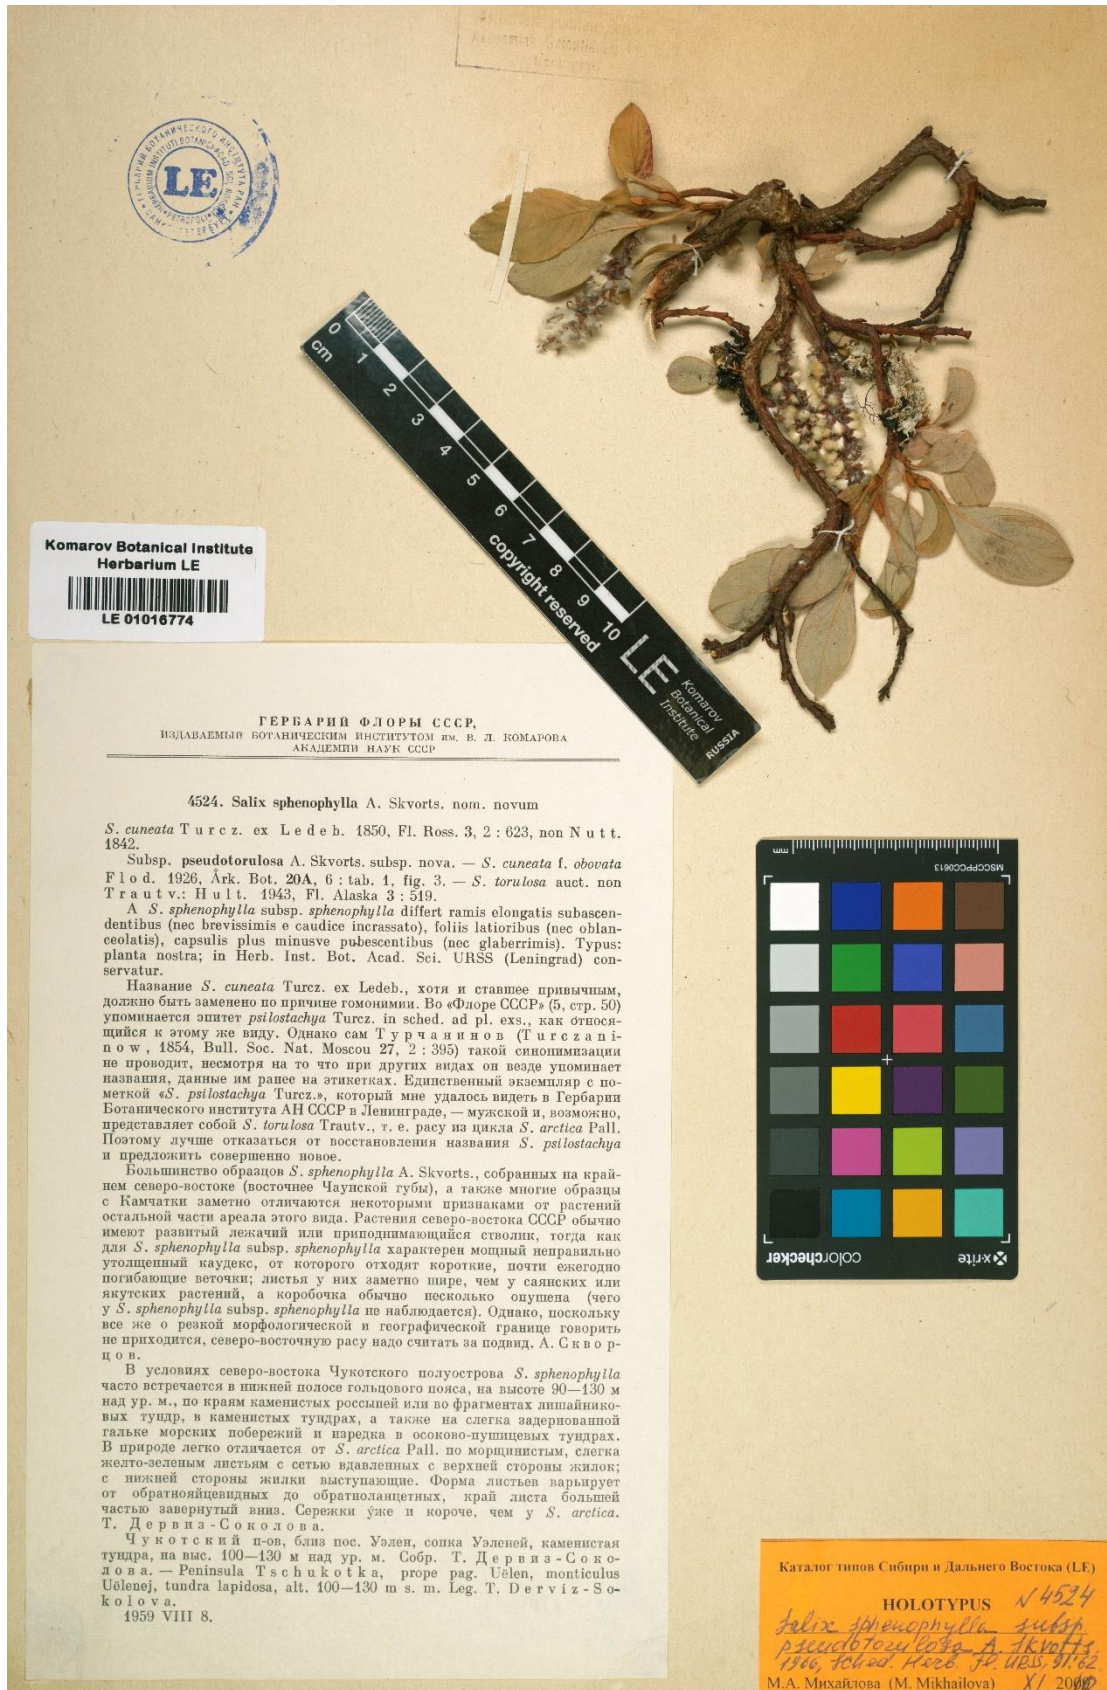 LE
0 1 2 3 4 5 6 7 8 9 10
cm
copyright reserved
LE
Komarov
Botanical
Institute
RUSSIA
Komarov Botanical Institute
Herbarium LE
LE 01016774
ГЕРБАРИЙ ФЛОРЫ СССР,
ИЗДАВАЕМЫЙ БОТАНИЧЕСКИМ ИНСТИТУТОМ им. В. Л. КОМАРОВА
АКАДЕМИИ НАУК СССР
4524. Salix sphenophylla A. Skvorts. nom. novum
S. cuneata Turcz. ex Ledeb. 1850, Fl. Ross. 3, 2 : 623, non Nutt.
1842.
Subsp. pseudotorulosa A. Skvorts. subsp. nova. — S. cuneata f. obovata
Flod. 1926, Årk. Bot. 20A, 6 : tab. 1, fig. 3. — S. torulosa auct. non
Trautv.: Hult. 1943, Fl. Alaska 3 : 519.
A S. sphenophylla subsp. sphenophylla differt ramis elongatis subascen-
dentibus (nec brevissimis e caudice incrassato), foliis latioribus (nec oblan-
ceolatis), capsulis plus minusve pubescentibus (nec glaberrimis). Typus:
planta nostra; in Herb. Inst. Bot. Acad. Sci. URSS (Leningrad) con-
servatur.
Название S. cuneata Turcz. ex Ledeb., хотя и ставшее привычным,
должно быть заменено по причине гомонимии. Во «Флоре СССР» (5, стр. 50)
упоминается эпитет psilostachya Turcz. in sched. ad pl. exs., как относя-
щийся к этому же виду. Однако сам Турчанинов (Turczani-
now, 1854, Bull. Soc. Nat. Moscou 27, 2 : 395) такой синонимизации
не проводит, несмотря на то что при других видах он везде упоминает
названия, данные им ранее на этикетках. Единственный экземпляр с по-
меткой «S. psilostachya Turcz.», который мне удалось видеть в Гербарии
Ботанического института АН СССР в Ленинграде, — мужской и, возможно,
представляет собой S. torulosa Trautv., т. е. расу из цикла S. arctica Pall.
Поэтому лучше отказаться от восстановления названия S. psilostachya
и предложить совершенно новое.
Большинство образцов S. sphenophylla A. Skvorts., собранных на край-
нем северо-востоке (восточнее Чаунской губы), а также многие образцы
с Камчатки заметно отличаются некоторыми признаками от растений
остальной части ареала этого вида. Растения северо-востока СССР обычно
имеют развитый лежачий или приподнимающийся стволик, тогда как
для S. sphenophylla subsp. sphenophylla характерен мощный неправильно
утолщенный каудекс, от которого отходят короткие, почти ежегодно
погибающие веточки; листья у них заметно шире, чем у саянских или
якутских растений, а коробочка обычно несколько опушена (чего
у S. sphenophylla subsp. sphenophylla не наблюдается). Однако, поскольку
все же о резкой морфологической и географической границе говорить
не приходится, северо-восточную расу надо считать за подвид. А. Сквор-
цов.
В условиях северо-востока Чукотского полуострова S. sphenophylla
часто встречается в нижней полосе гольцового пояса, на высоте 90—130 м
над ур. м., по краям каменистых россыпей или во фрагментах лишайнико-
вых тундр, в каменистых тундрах, а также на слегка задернованной
гальке морских побережий и изредка в осоково-пушицевых тундрах.
В природе легко отличается от S. arctica Pall. по морщинистым, слегка
желто-зеленым листьям с сетью вдавленных с верхней стороны жилок;
с нижней стороны жилки выступающие. Форма листьев варьирует
от обратнояйцевидных до обратноланцетных, край листа большей
частью завернутый вниз. Сережки у́же и короче, чем у S. arctica.
Т. Дервиз-Соколова.
Чукотский п-ов, близ пос. Уэлен, сопка Уэленей, каменистая
тундра, на выс. 100—130 м над ур. м. Собр. Т. Дервиз-Соко-
лова. — Peninsula Tschukotka, prope pag. Uëlen, monticulus
Uëlenej, tundra lapidosa, alt. 100—130 m s. m. Leg. T. Derviz-So-
kolova.
1959 VIII 8.
mm
MSCCPPCC0613
colorchecker x-rite
Каталог типов Сибири и Дальнего Востока (LE)
HOLOTYPUS N 4524
Salix sphenophylla subsp.
pseudotorulosa A. Skvorts.
1966, Sched. Herb. Fl. URSS,
М.А. Михайлова (M. Mikhailova) XI